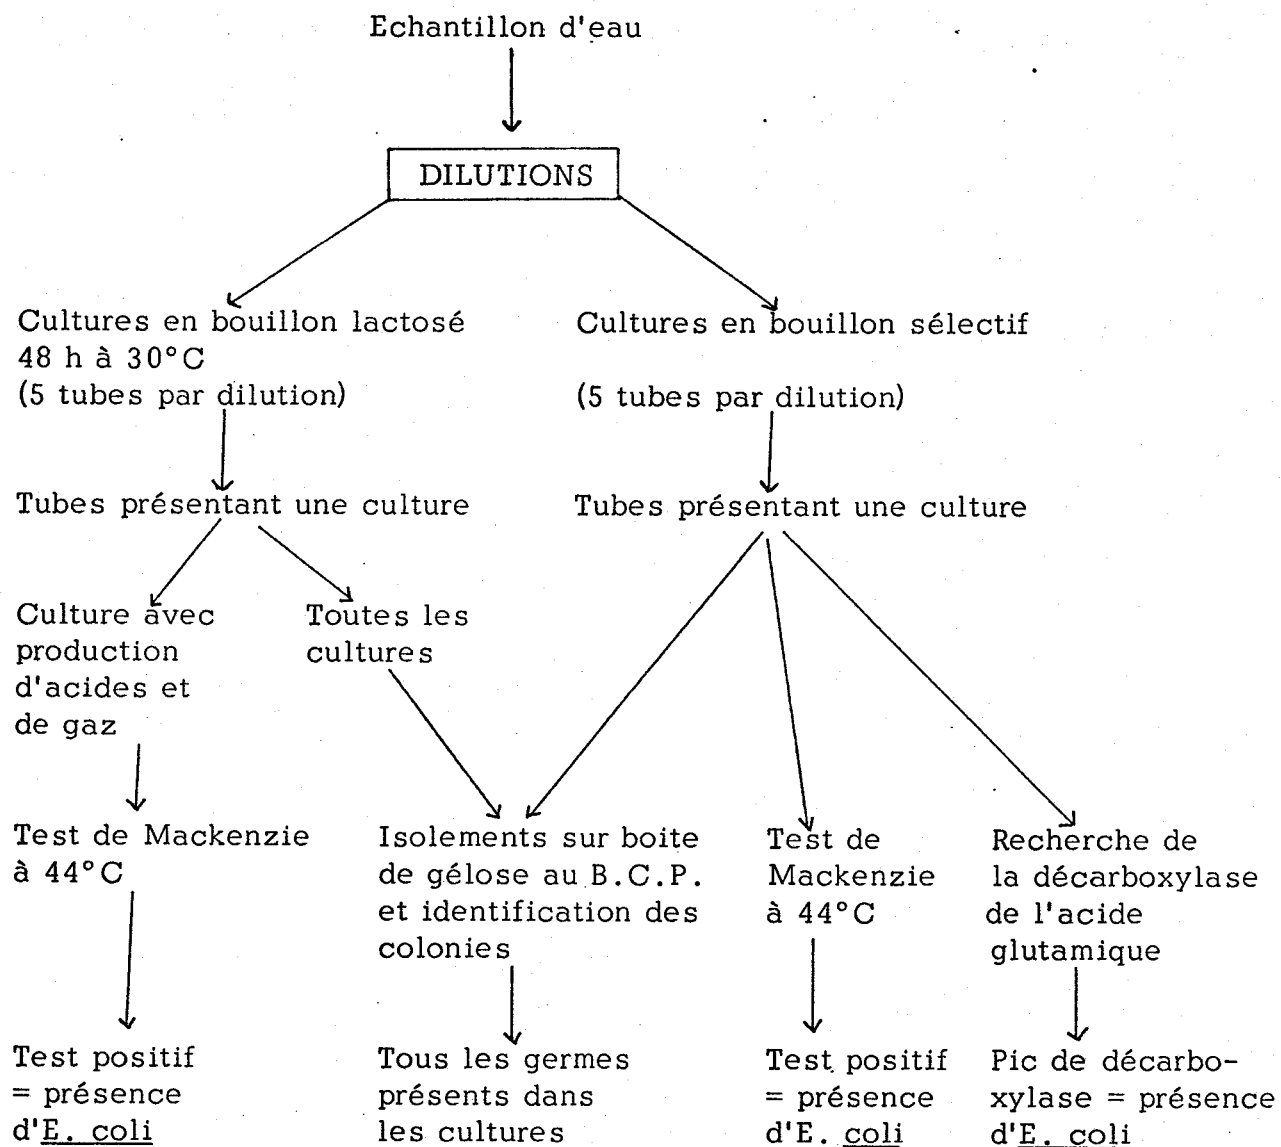 Echantillon d'eau
DILUTIONS
Cultures en bouillon lactosé
48 h à 30°C
(5 tubes par dilution)
Cultures en bouillon sélectif
(5 tubes par dilution)
Tubes présentant une culture
Tubes présentant une culture
Culture avec
production
d'acides et
de gaz
Toutes les
cultures
Test de Mackenzie
à 44°C
Isolements sur boite
de gélose au B.C.P.
et identification des
colonies
Test de
Mackenzie
à 44°C
Recherche de
la décarboxylase
de l'acide
glutamique
Test positif
= présence
d'E. coli
Tous les germes
présents dans
les cultures
Test positif
= présence
d'E. coli
Pic de décarbo-
xylase = présence
d'E. coli